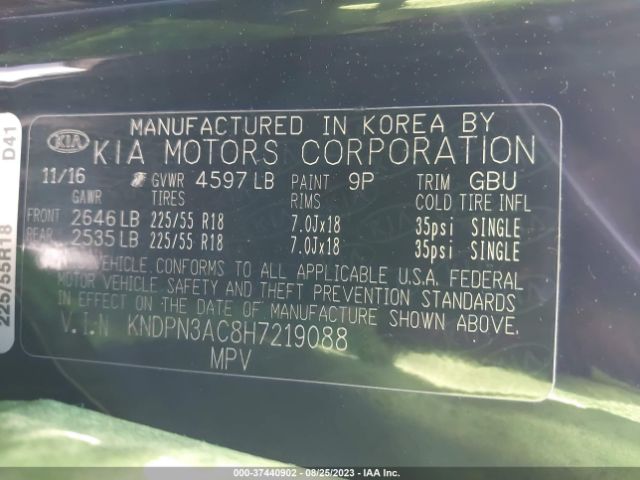 MANUFACTURED IN KOREA BY
KIA KIA MOTORS CORPORATION
11/16 GVWR 4597 LB PAINT 9P TRIM GBU
GAWR TIRES RIMS COLD TIRE INFL
FRONT 2646 LB 225/55 R18 7.0Jx18 35psi SINGLE
REAR 2535 LB 225/55 R18 7.0Jx18 35psi SINGLE
VEHICLE CONFORMS TO ALL APPLICABLE U.S.A. FEDERAL
MOTOR VEHICLE SAFETY AND THEFT PREVENTION STANDARDS
IN EFFECT ON THE DATE OF MANUFACTURE SHOWN ABOVE.
V.I.N KNDPN3AC8H7219088
MPV
225/55R18 D41
000-37440902 - 08/25/2023 - IAA Inc.